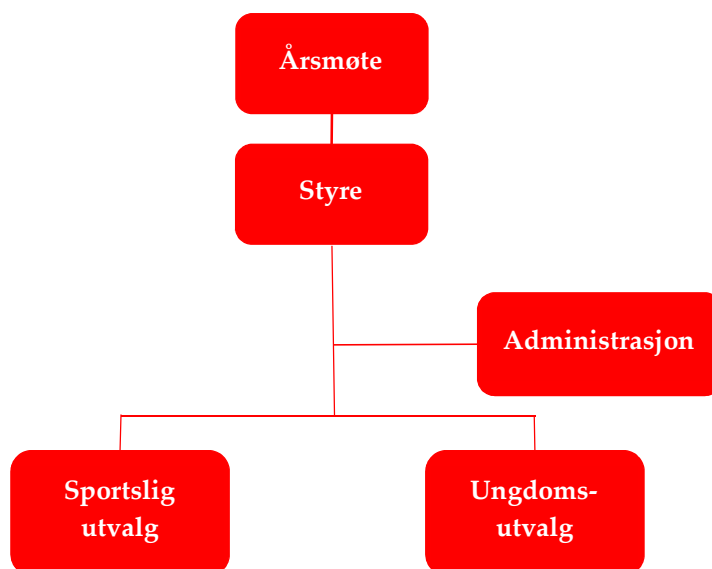 Årsmøte
Styre
Administrasjon
Sportslig
utvalg
Ungdoms-
utvalg